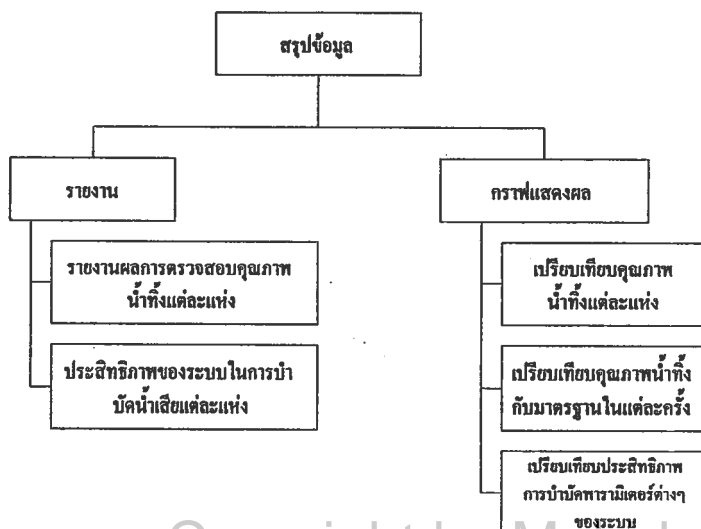 สรุปข้อมูล
รายงาน
กราฟแสดงผล
รายงานผลการตรวจสอบคุณภาพ
น้ำทิ้งแต่ละแห่ง
ประสิทธิภาพของระบบในการบำ
บัดน้ำเสียแต่ละแห่ง
เปรียบเทียบคุณภาพ
น้ำทิ้งแต่ละแห่ง
เปรียบเทียบคุณภาพน้ำทิ้ง
กับมาตรฐานในแต่ละครั้ง
เปรียบเทียบประสิทธิภาพ
การบำบัดพารามิเตอร์ต่างๆ
ของระบบ